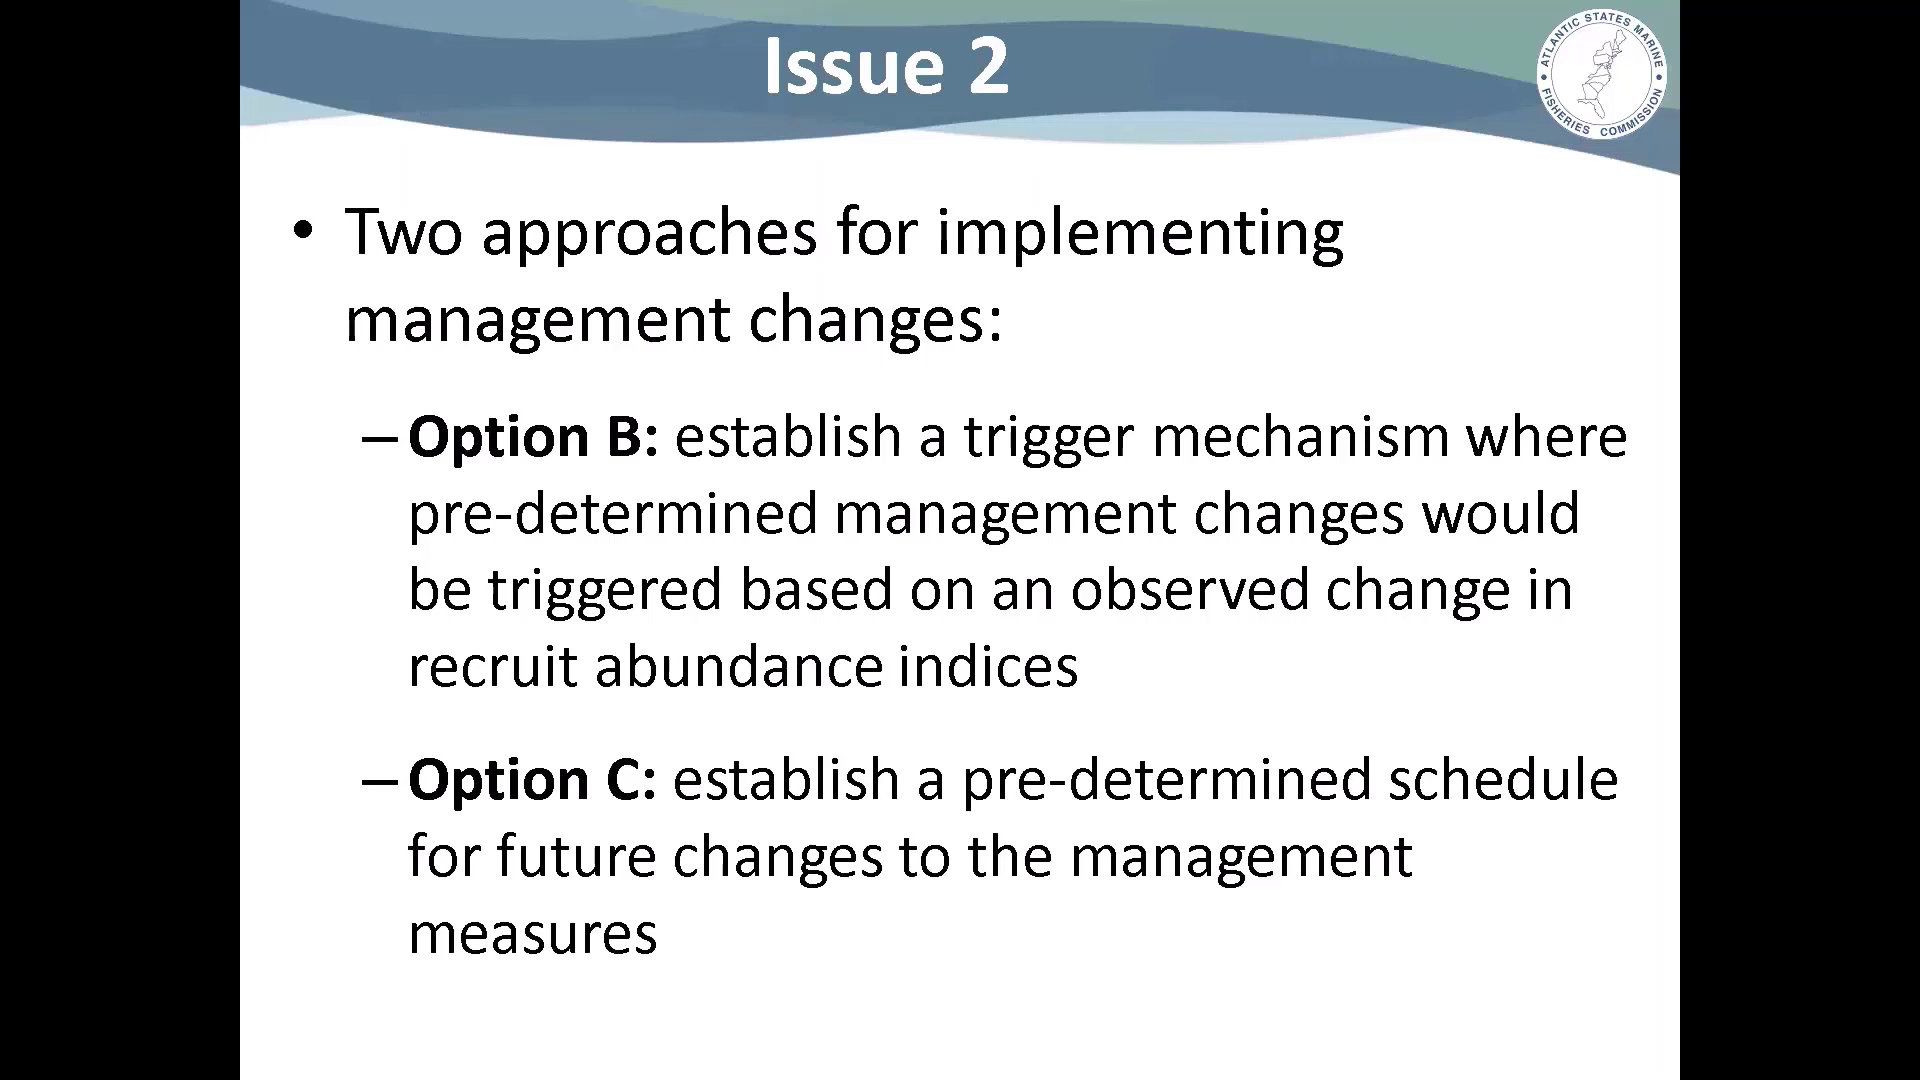 Issue 2
ATLANTIC STATES MARINE
FISHERIES COMMISSION
• Two approaches for implementing
management changes:
– Option B: establish a trigger mechanism where
pre-determined management changes would
be triggered based on an observed change in
recruit abundance indices
– Option C: establish a pre-determined schedule
for future changes to the management
measures